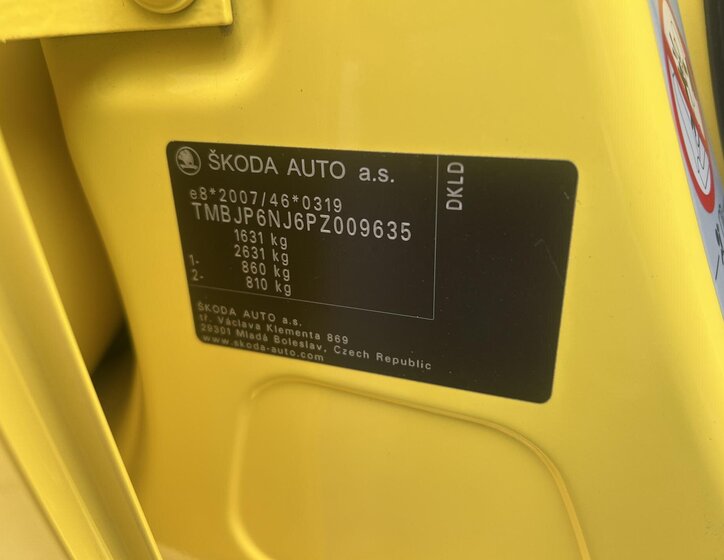 ŠKODA AUTO a.s.
e8*2007/46*0319
TMBJP6NJ6PZ009635
1631 kg
2631 kg
1- 860 kg
2- 810 kg
DKLD
ŠKODA AUTO a.s.
tř. Václava Klementa 869
29301 Mladá Boleslav, Czech Republic
www.skoda-auto.com